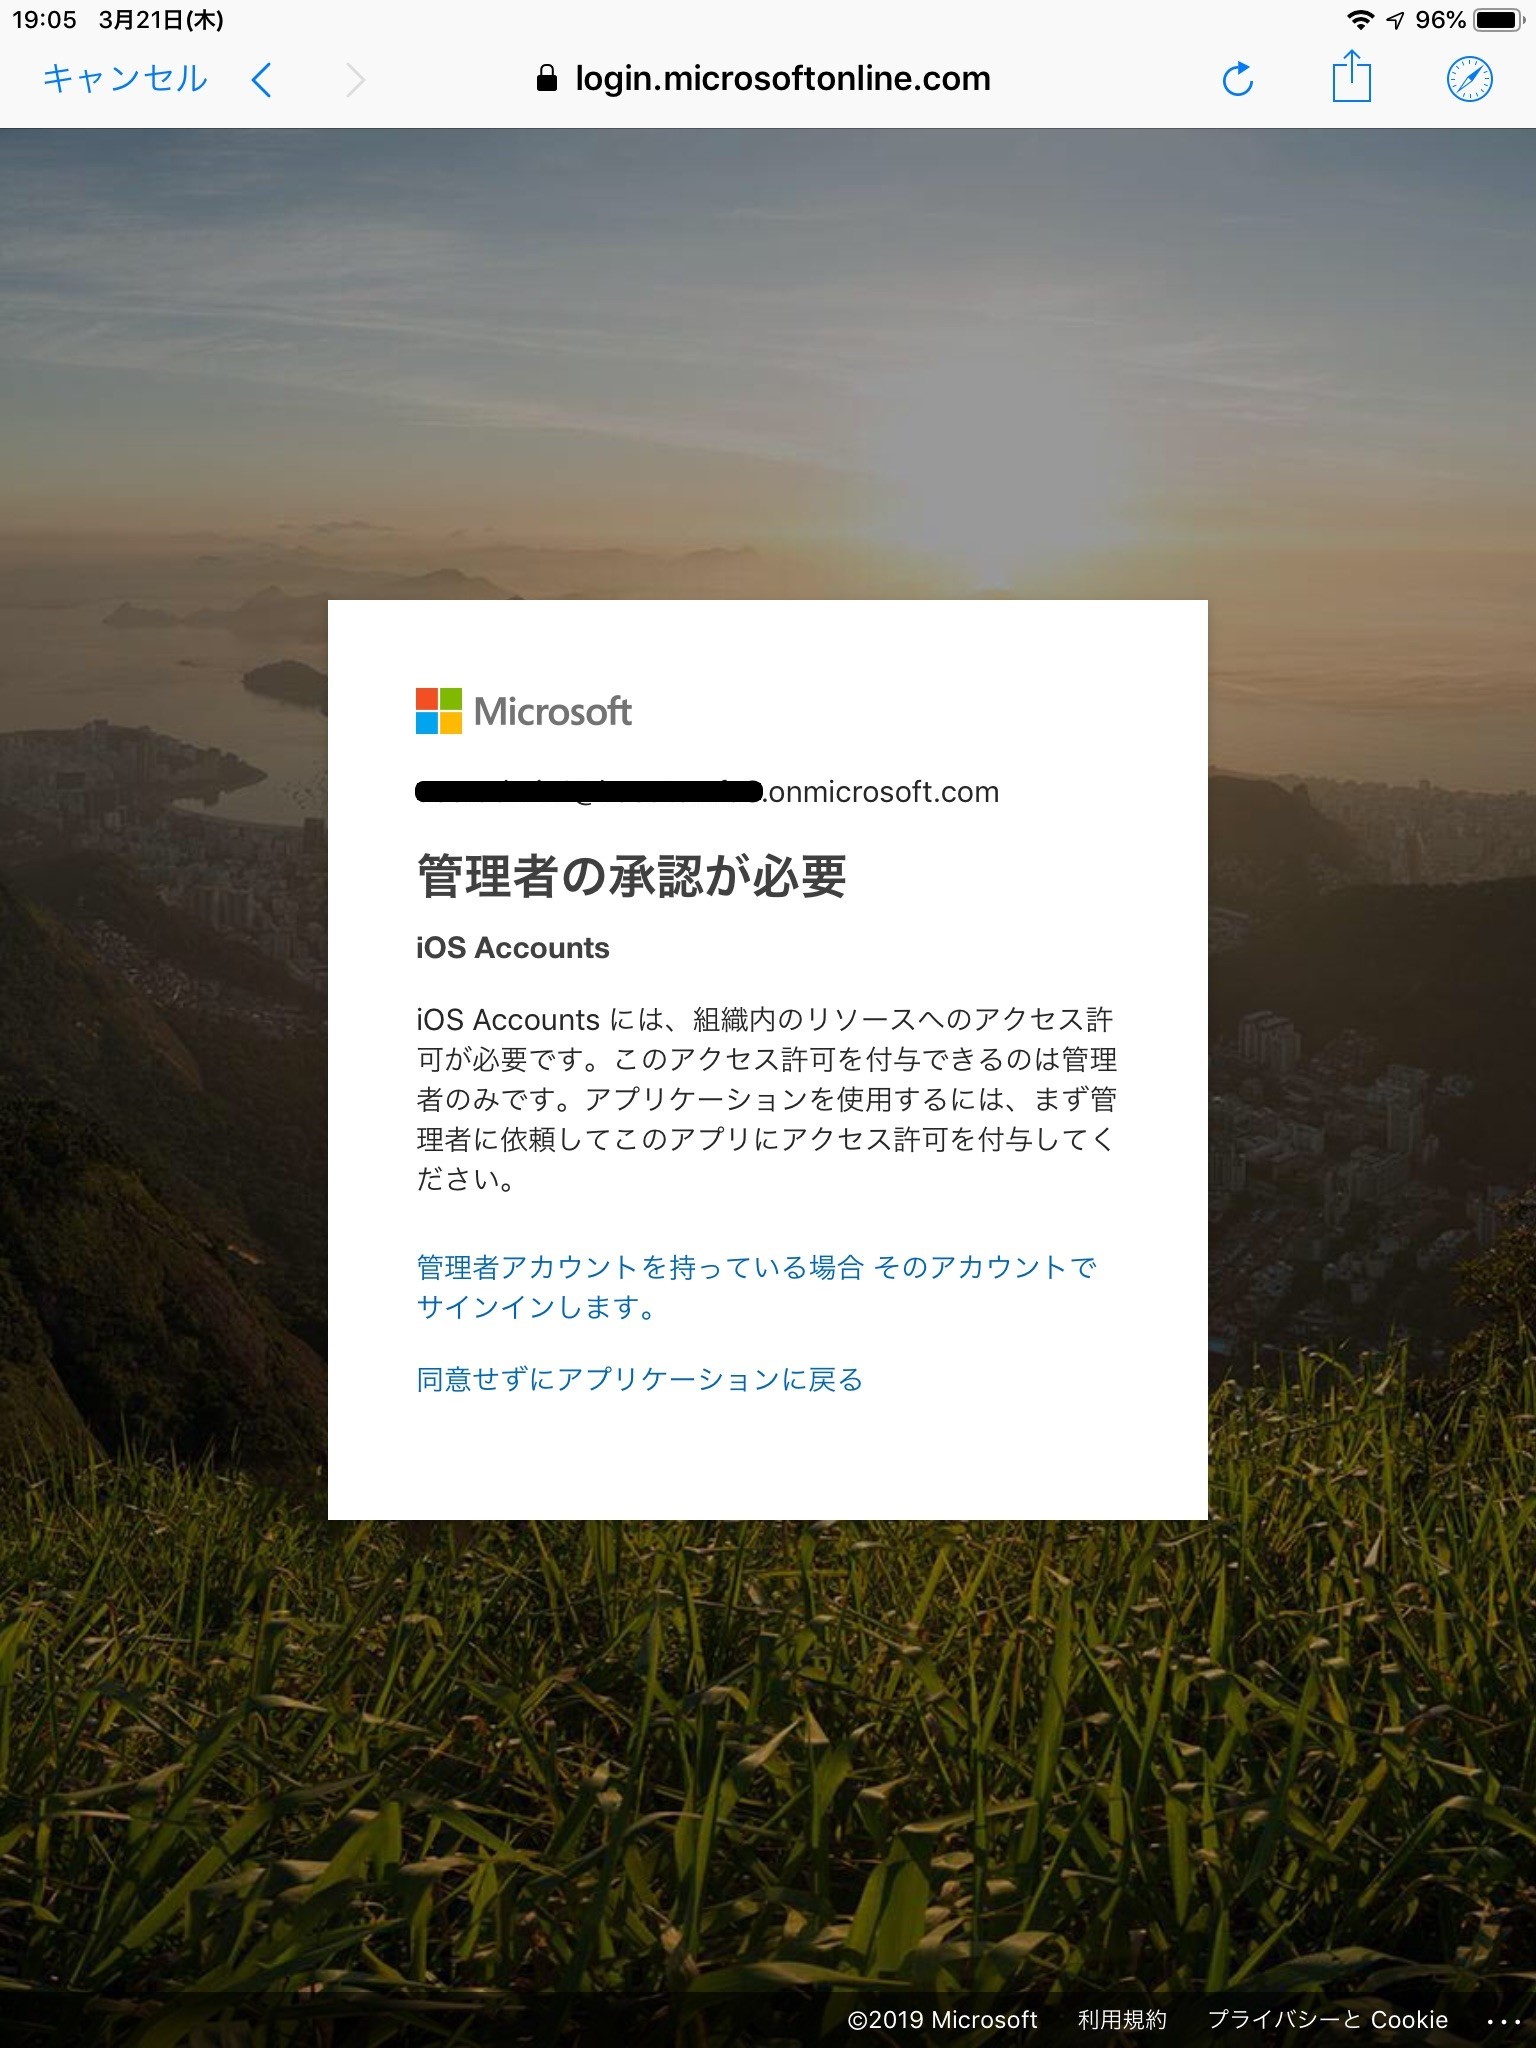 19:05 3月21日(木) 96%
キャンセル login.microsoftonline.com
Microsoft
.onmicrosoft.com
管理者の承認が必要
iOS Accounts
iOS Accounts には、組織内のリソースへのアクセス許
可が必要です。このアクセス許可を付与できるのは管理
者のみです。アプリケーションを使用するには、まず管
理者に依頼してこのアプリにアクセス許可を付与してく
ださい。
管理者アカウントを持っている場合 そのアカウントで
サインインします。
同意せずにアプリケーションに戻る
©2019 Microsoft 利用規約 プライバシーと Cookie ...